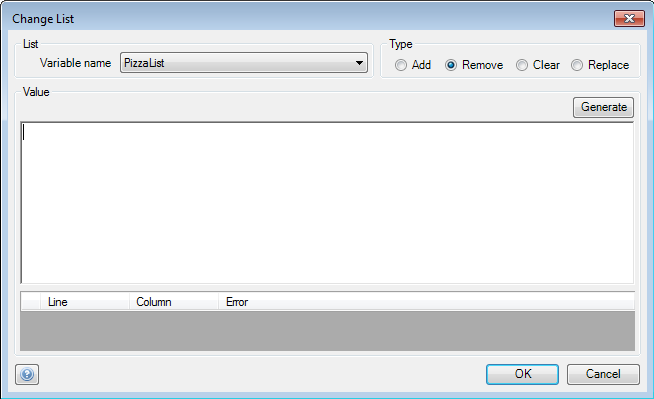 Change List
List
Type
Variable name PizzaList
Add Remove Clear Replace
Value
Generate
Line Column Error
OK Cancel